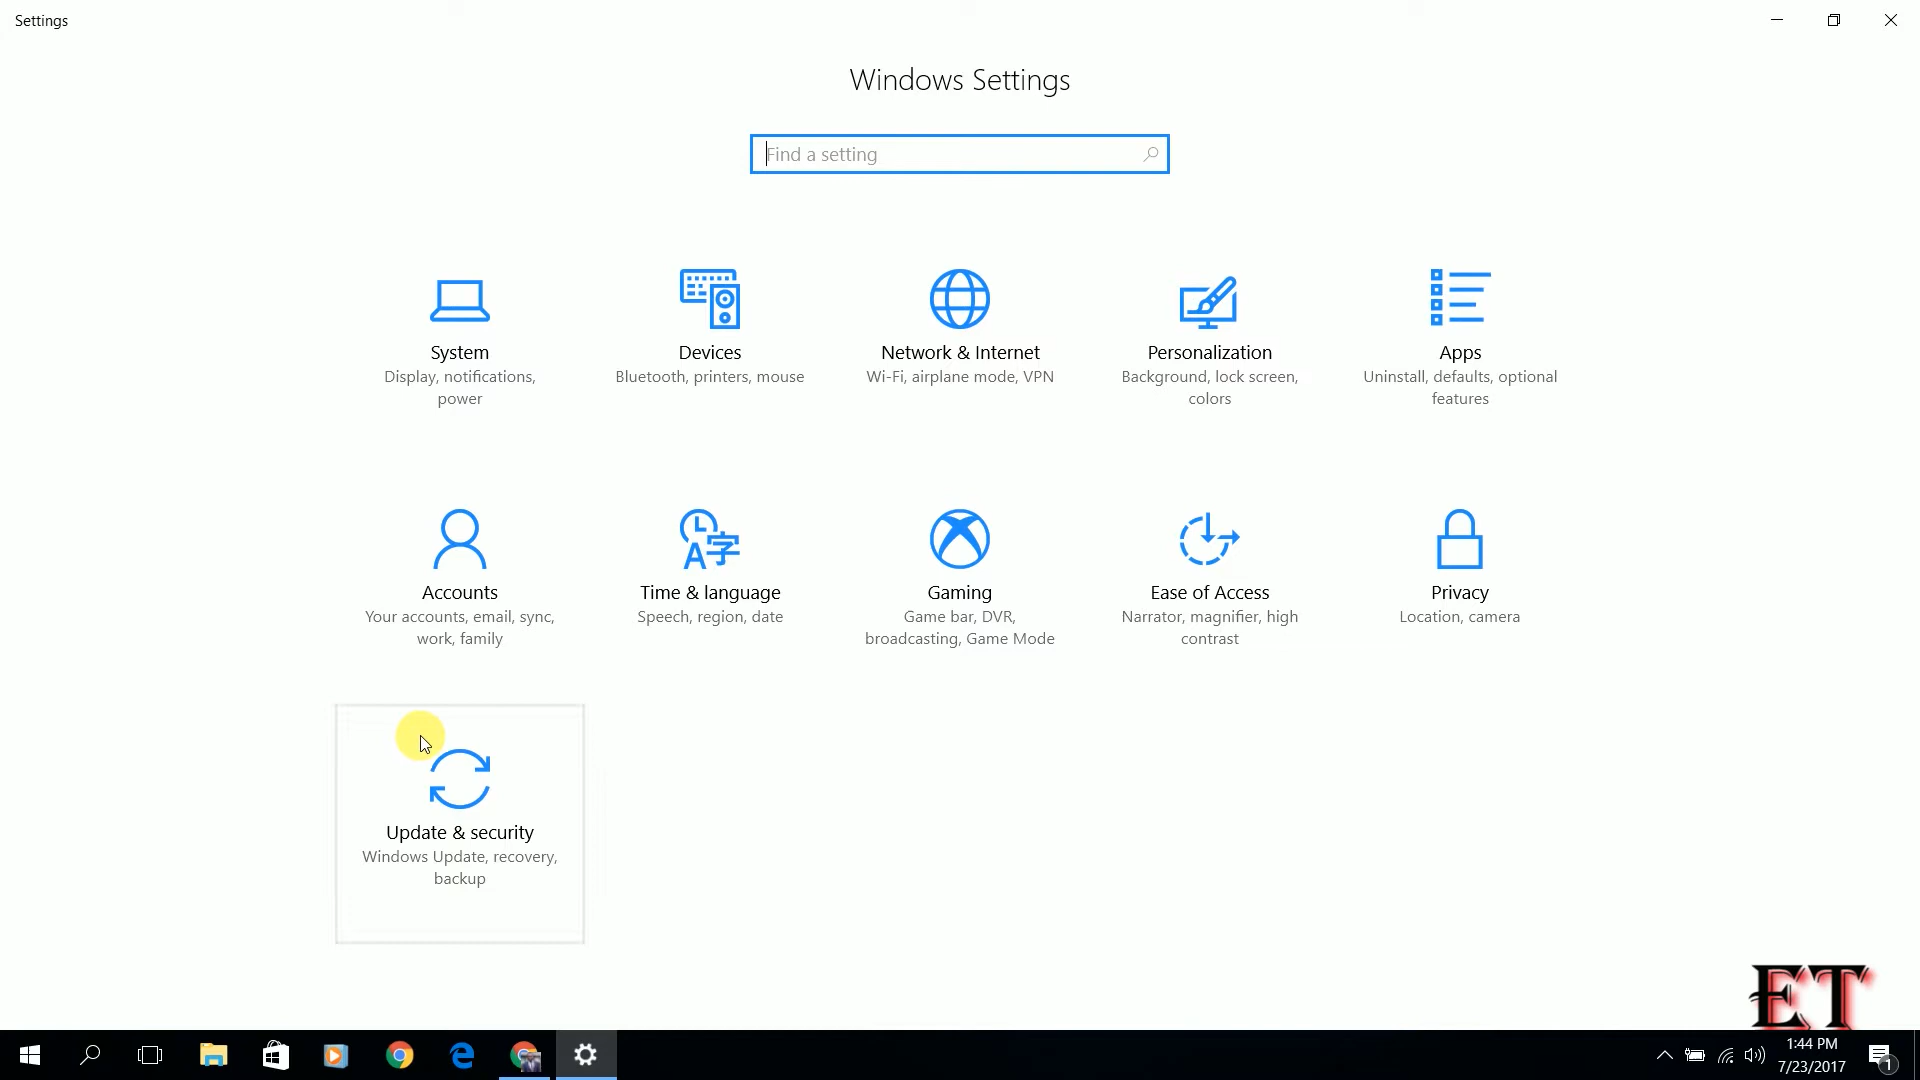 Settings
Windows Settings
Find a setting
System
Display, notifications,
power
Devices
Bluetooth, printers, mouse
Network & Internet
Wi-Fi, airplane mode, VPN
Personalization
Background, lock screen,
colors
Apps
Uninstall, defaults, optional
features
Accounts
Your accounts, email, sync,
work, family
Time & language
Speech, region, date
Gaming
Game bar, DVR,
broadcasting, Game Mode
Ease of Access
Narrator, magnifier, high
contrast
Privacy
Location, camera
Update & security
Windows Update, recovery,
backup
ET
1:44 PM
7/23/2017
1